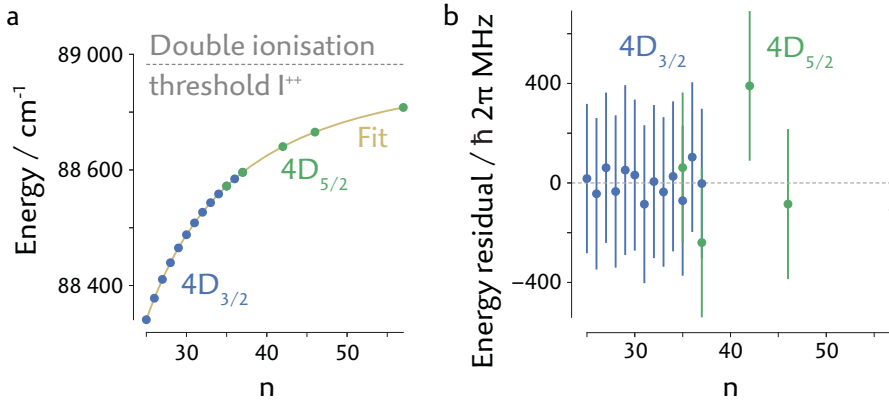 a
89 000
88 600
88 400
Energy / cm⁻¹
Double ionisation
threshold I⁺⁺
Fit
4D₅/₂
4D₃/₂
30
40
50
n
b
400
0
−400
Energy residual / ħ 2π MHz
4D₃/₂
4D₅/₂
30
40
50
n